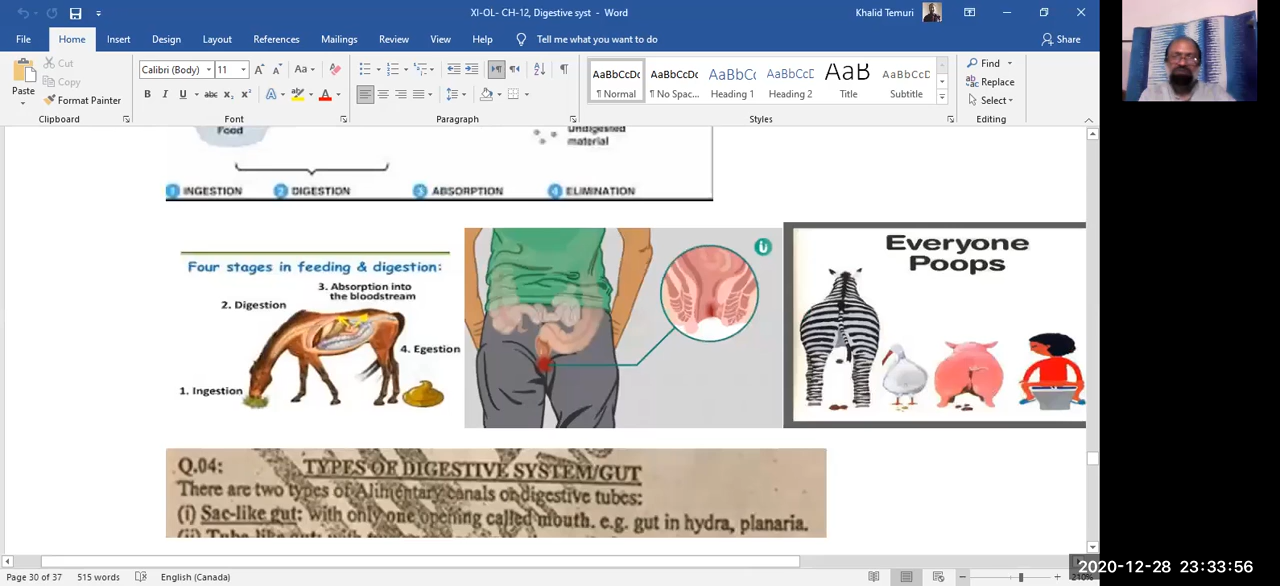 XI-OL- CH-12, Digestive syst - Word
Khalid Temuri
File Home Insert Design Layout References Mailings Review View Help Tell me what you want to do Share
Paste
Cut
Copy
Format Painter
Clipboard
Calibri (Body) 11
Font
Paragraph
AaBbCcDc AaBbCcDc AaBbCc AaBbCcD AaB AaBbCcD
¶ Normal ¶ No Spac... Heading 1 Heading 2 Title Subtitle
Styles
Find
Replace
Select
Editing
Food
Undigested
material
1 INGESTION 2 DIGESTION 3 ABSORPTION 4 ELIMINATION
Four stages in feeding & digestion:
3. Absorption into
the bloodstream
2. Digestion
4. Egestion
1. Ingestion
Everyone
Poops
Q.04: TYPES OF DIGESTIVE SYSTEM/GUT
There are two types of Alimentary canals or digestive tubes:
(i) Sac-like gut: with only one opening called mouth. e.g. gut in hydra, planaria.
(ii) Tube-like gut: with
Page 30 of 37 515 words English (Canada)
2020-12-28 23:33:56